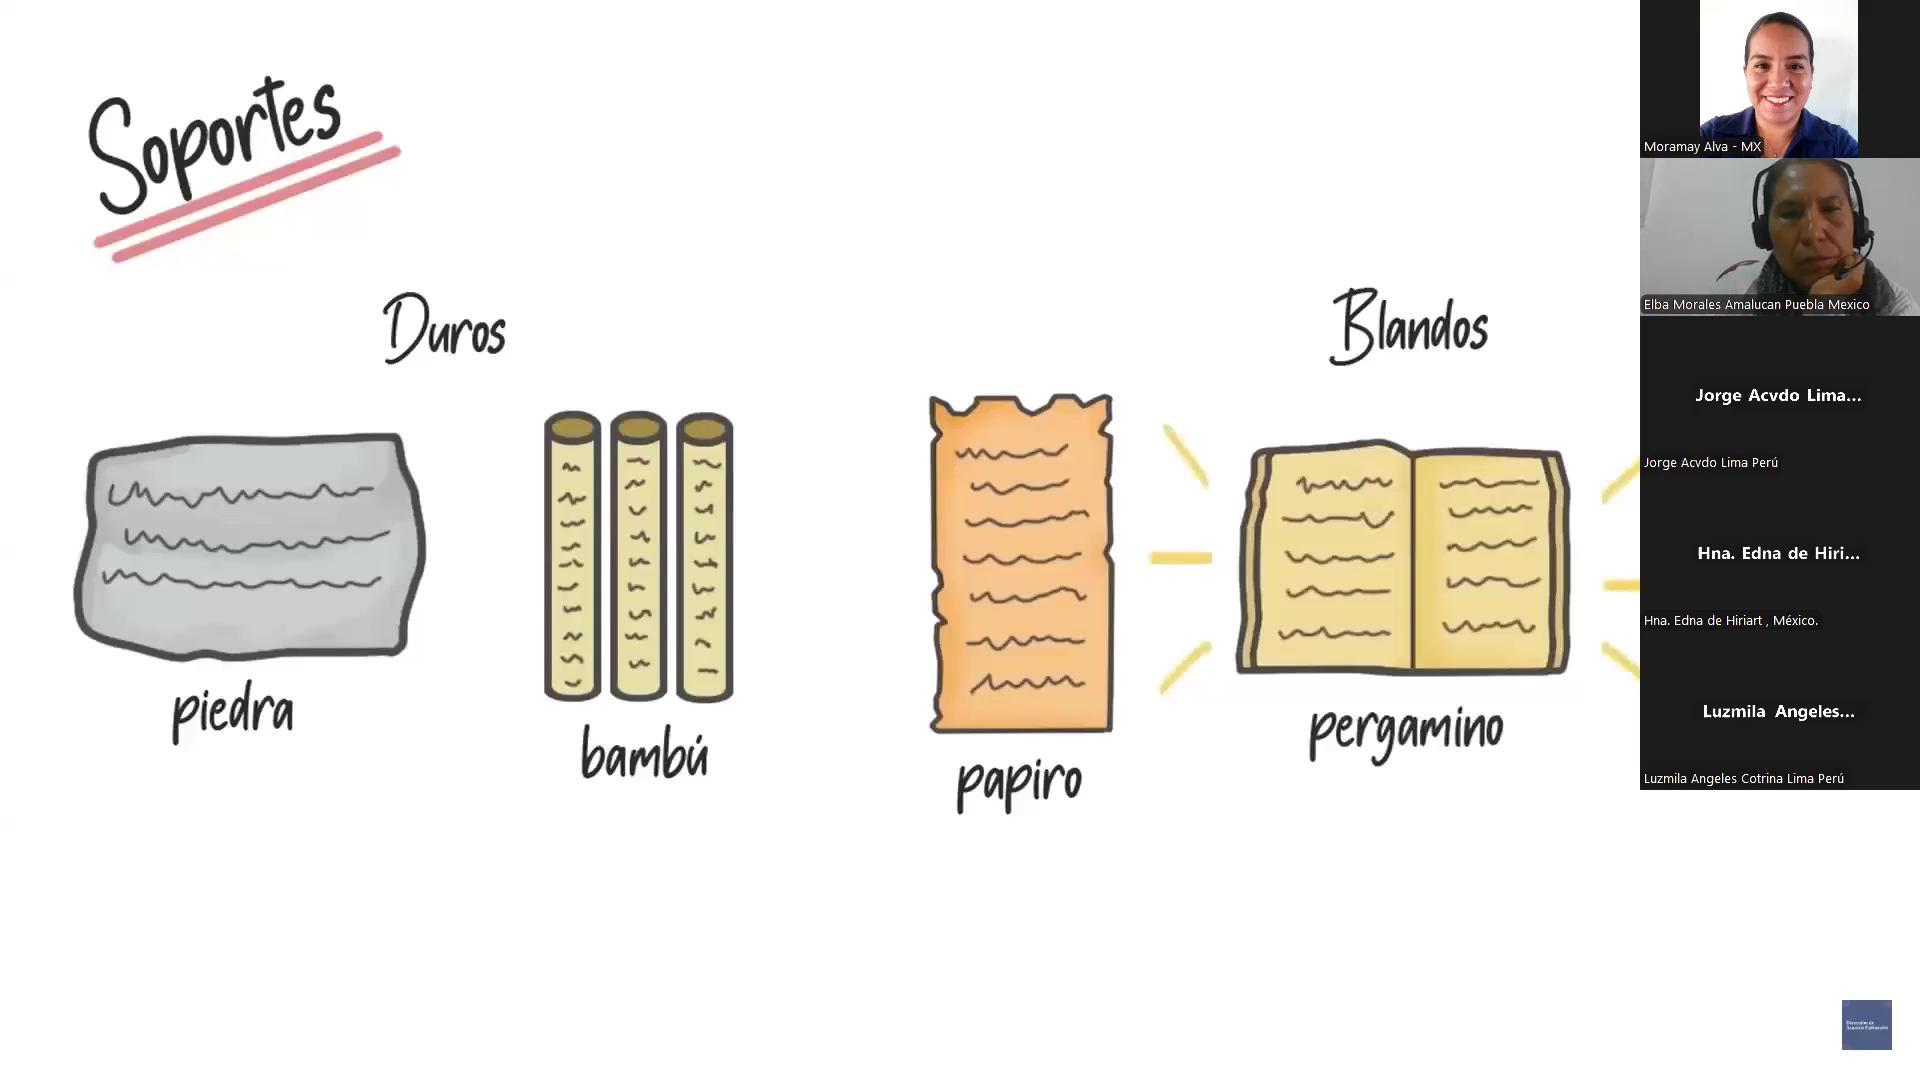 Soportes
Duros
Blandos
piedra
bambú
papiro
pergamino
Moramay Alva - MX
Elba Morales Amalucan Puebla Mexico
Jorge Acvdo Lima...
Jorge Acvdo Lima Perú
Hna. Edna de Hiri...
Hna. Edna de Hiriart , México.
Luzmila Angeles...
Luzmila Angeles Cotrina Lima Perú